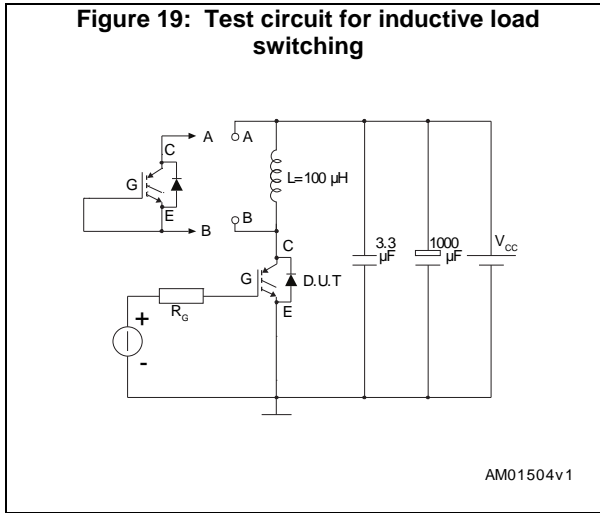 Figure 19: Test circuit for inductive load
switching
A
A
C
G
L=100 µH
E
B
B
C
3.3
µF
1000
µF
V_CC
G
D.U.T
E
R_G
+
-
AM01504v1